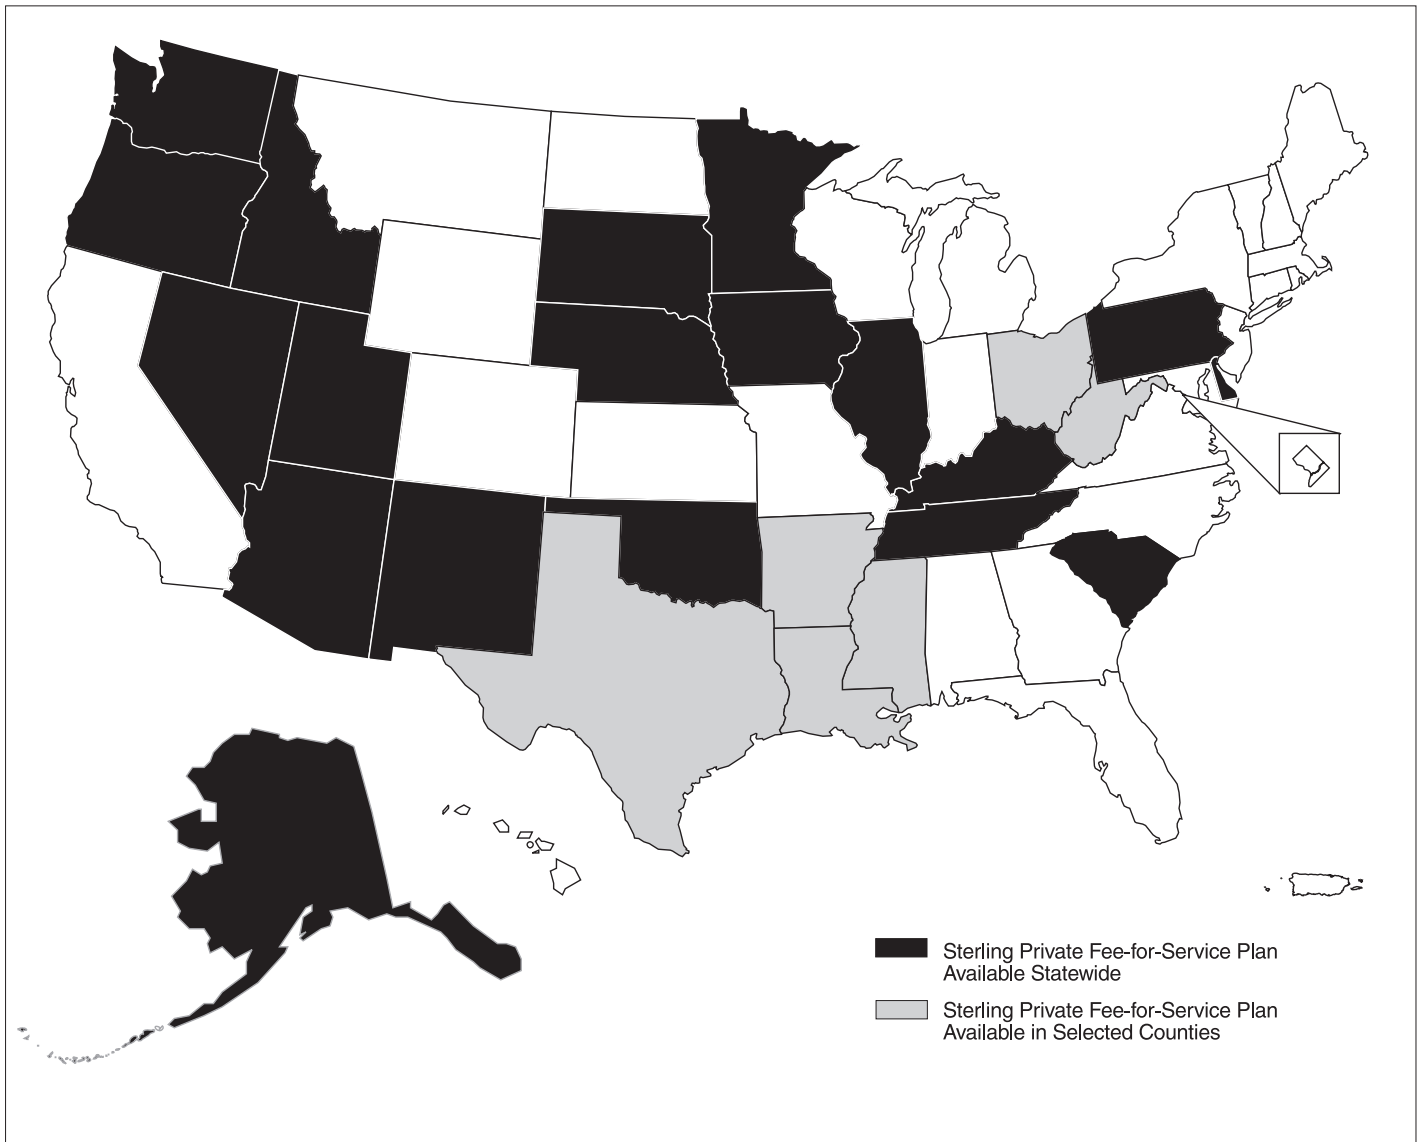 Sterling Private Fee-for-Service Plan
Available Statewide
Sterling Private Fee-for-Service Plan
Available in Selected Counties